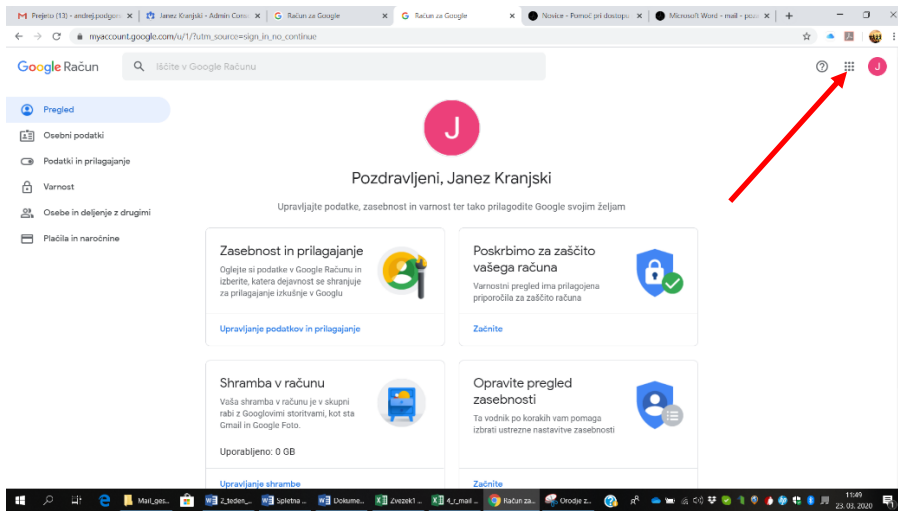 Prejeto (13) - andrej.podgorn
Janez Kranjski - Admin Cons
Račun za Google
Račun za Google
Novice - Pomoč pri dostopu
Microsoft Word - mail - pozo
myaccount.google.com/u/1/?utm_source=sign_in_no_continue
Google Račun
Iščite v Google Računu
J
Pregled
Osebni podatki
Podatki in prilagajanje
Varnost
Osebe in deljenje z drugimi
Plačila in naročnine
J
Pozdravljeni, Janez Kranjski
Upravljajte podatke, zasebnost in varnost ter tako prilagodite Google svojim željam
Zasebnost in prilagajanje
Oglejte si podatke v Google Računu in
izberite, katera dejavnost se shranjuje
za prilagajanje izkušnje v Googlu
Upravljanje podatkov in prilagajanje
Poskrbimo za zaščito
vašega računa
Varnostni pregled ima prilagojena
priporočila za zaščito računa
Začnite
Shramba v računu
Vaša shramba v računu je v skupni
rabi z Googlovimi storitvami, kot sta
Gmail in Google Foto.
Uporabljeno: 0 GB
Upravljanje shrambe
Opravite pregled
zasebnosti
Ta vodnik po korakih vam pomaga
izbrati ustrezne nastavitve zasebnosti
Začnite
Mail_ges...
2_teden_...
Spletna ...
Dokume...
Zvezek1 ...
4_r_mail ...
Račun za...
Orodje z...
11:49
23. 03. 2020